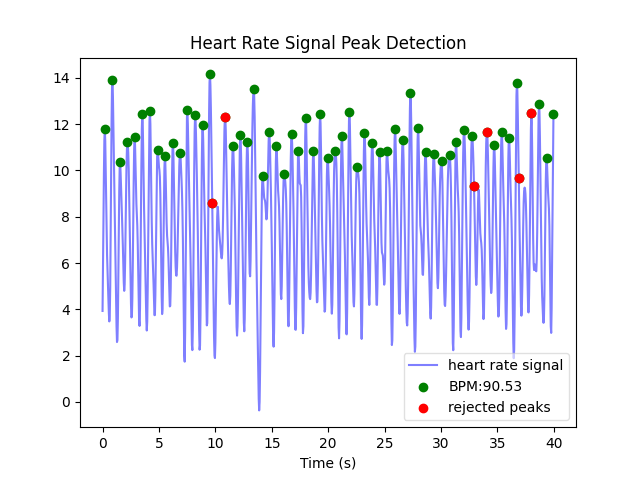 Heart Rate Signal Peak Detection
14
12
10
8
6
4
2
0
heart rate signal
BPM:90.53
rejected peaks
0 5 10 15 20 25 30 35 40
Time (s)